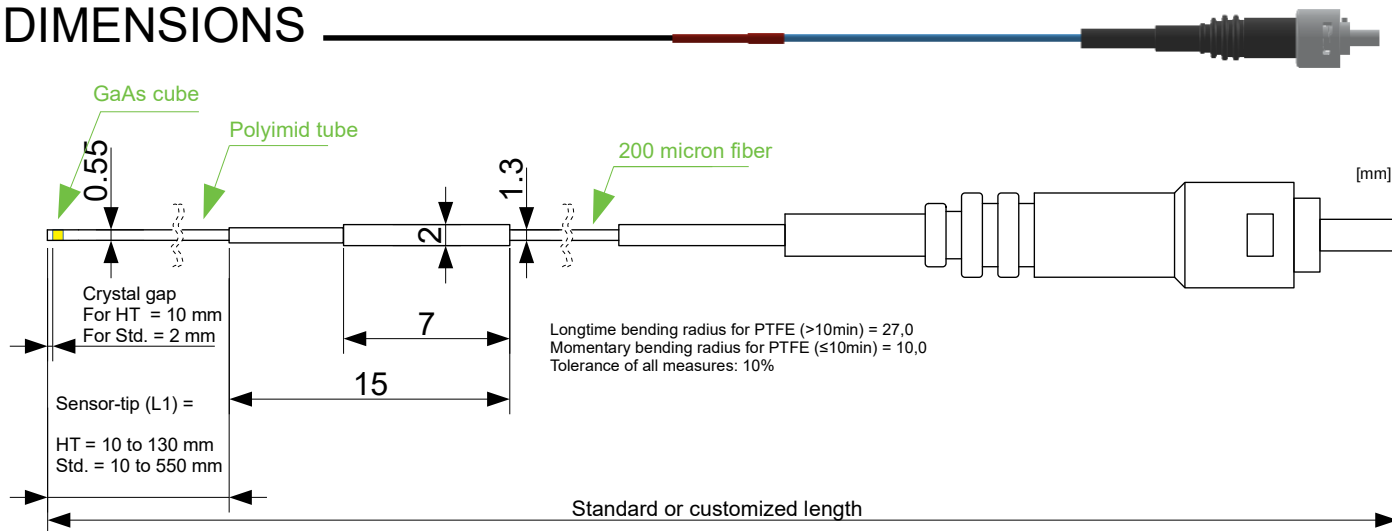 DIMENSIONS
GaAs cube
Polyimid tube
200 micron fiber
[mm]
0.55
1.3
2
Crystal gap
For HT  = 10 mm
For Std. = 2 mm
7
Longtime bending radius for PTFE (>10min) = 27,0
Momentary bending radius for PTFE (≤10min) = 10,0
Tolerance of all measures: 10%
15
Sensor-tip (L1) =
HT = 10 to 130 mm
Std. = 10 to 550 mm
Standard or customized length